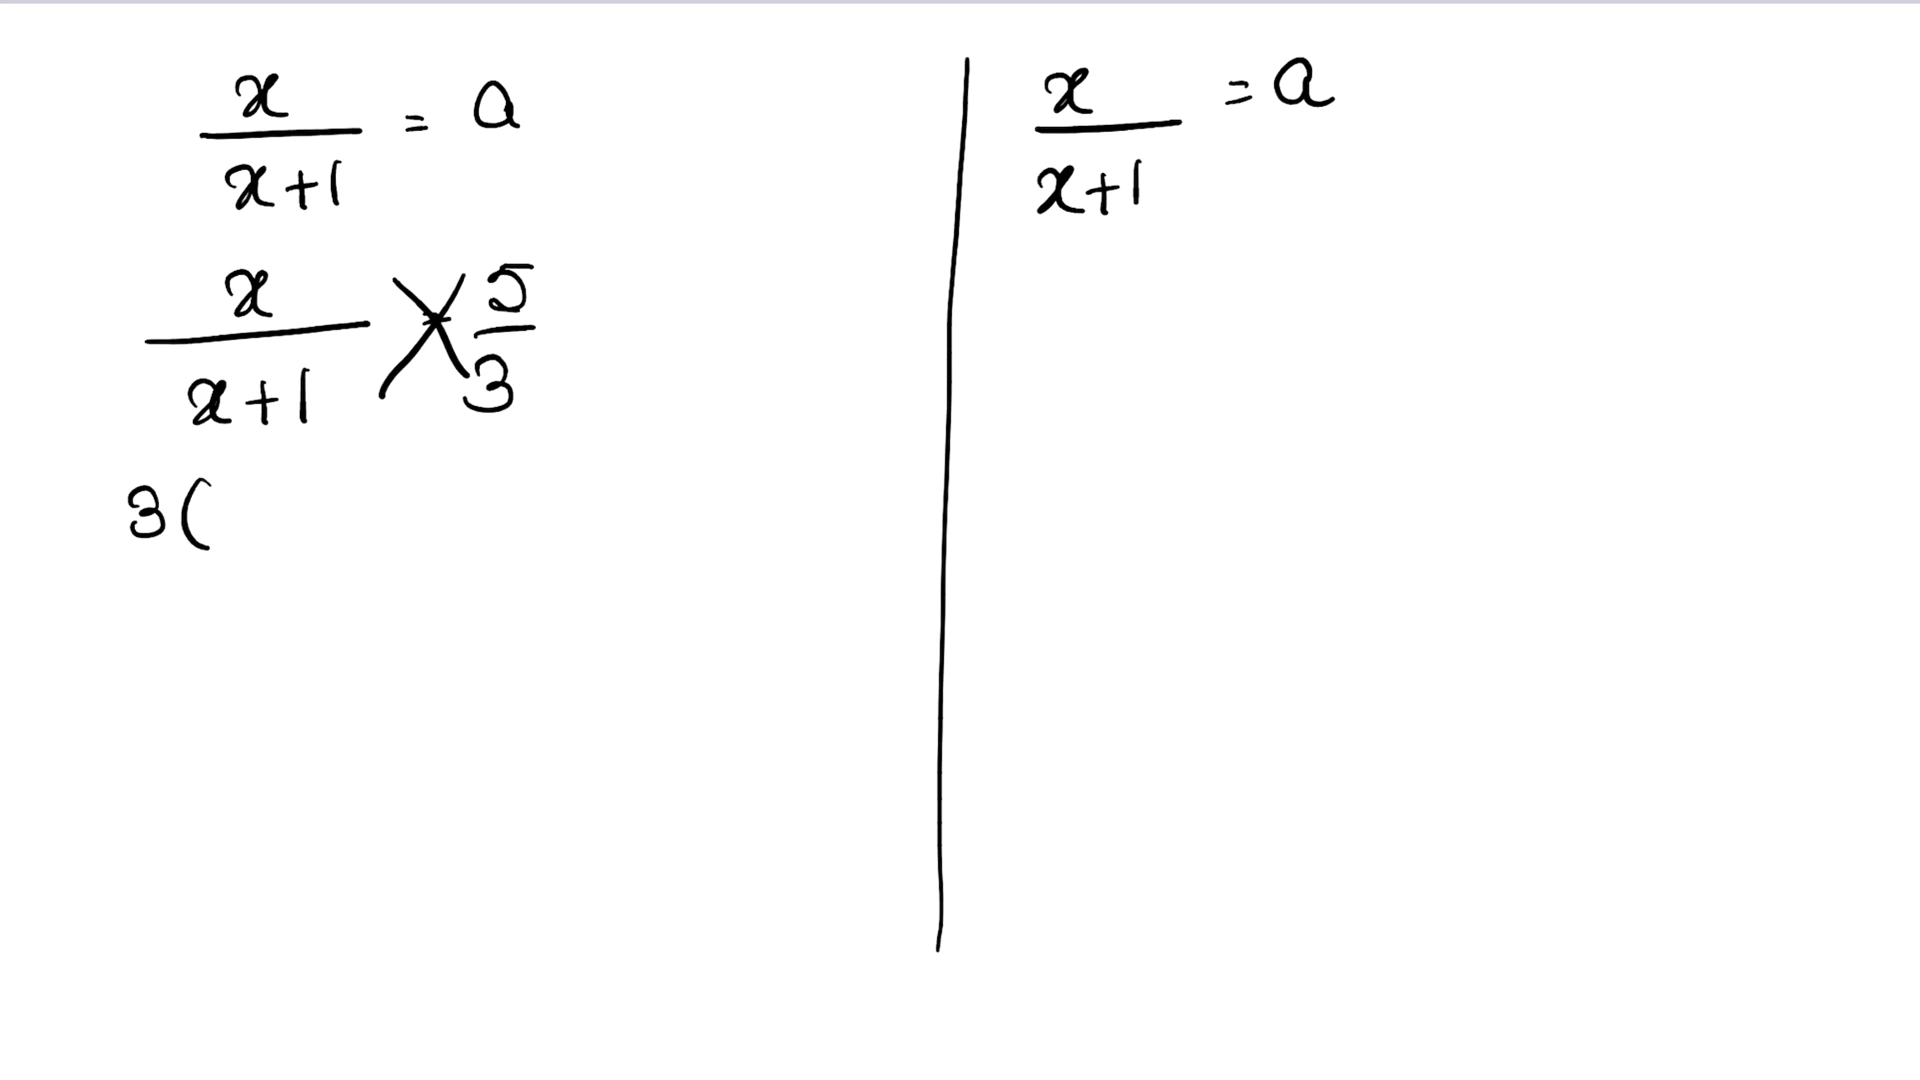 x/(x+1) = a
x/(x+1) = 5/3
3(
x/(x+1) = a